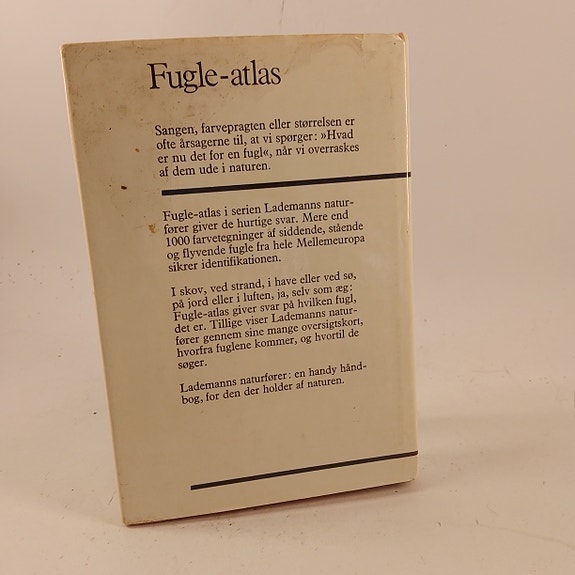 Fugle-atlas
Sangen, farvepragten eller størrelsen er
ofte årsagerne til, at vi spørger: »Hvad
er nu det for en fugl«, når vi overraskes
af dem ude i naturen.
Fugle-atlas i serien Lademanns natur-
fører giver de hurtige svar. Mere end
1000 farvetegninger af siddende, stående
og flyvende fugle fra hele Mellemeuropa
sikrer identifikationen.
I skov, ved strand, i have eller ved sø,
på jord eller i luften, ja, selv som æg:
Fugle-atlas giver svar på hvilken fugl,
det er. Tillige viser Lademanns natur-
fører gennem sine mange oversigtskort,
hvorfra fuglene kommer, og hvortil de
søger.
Lademanns naturfører: en handy hånd-
bog, for den der holder af naturen.